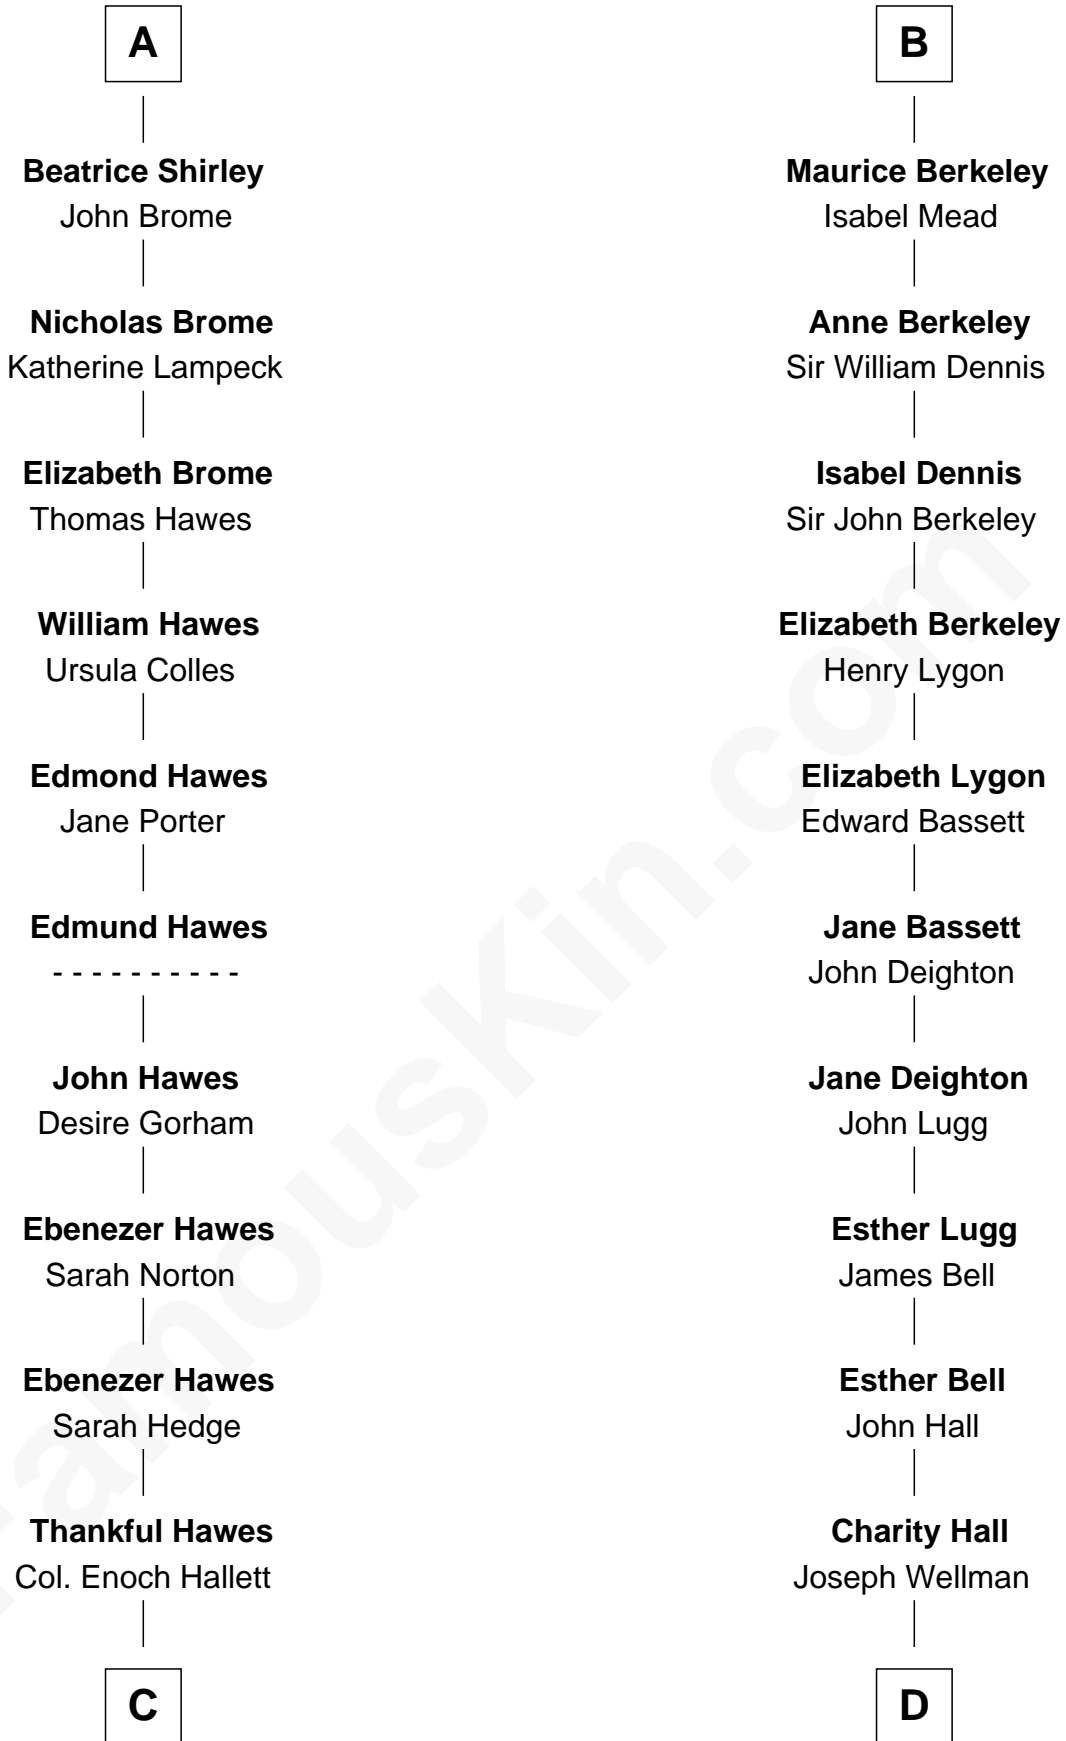 A
Beatrice Shirley
John Brome
Nicholas Brome
Katherine Lampeck
Elizabeth Brome
Thomas Hawes
William Hawes
Ursula Colles
Edmond Hawes
Jane Porter
Edmund Hawes
- - - - - - - - - -
John Hawes
Desire Gorham
Ebenezer Hawes
Sarah Norton
Ebenezer Hawes
Sarah Hedge
Thankful Hawes
Col. Enoch Hallett
C
B
Maurice Berkeley
Isabel Mead
Anne Berkeley
Sir William Dennis
Isabel Dennis
Sir John Berkeley
Elizabeth Berkeley
Henry Lygon
Elizabeth Lygon
Edward Bassett
Jane Bassett
John Deighton
Jane Deighton
John Lugg
Esther Lugg
James Bell
Esther Bell
John Hall
Charity Hall
Joseph Wellman
D
FamousKin.com